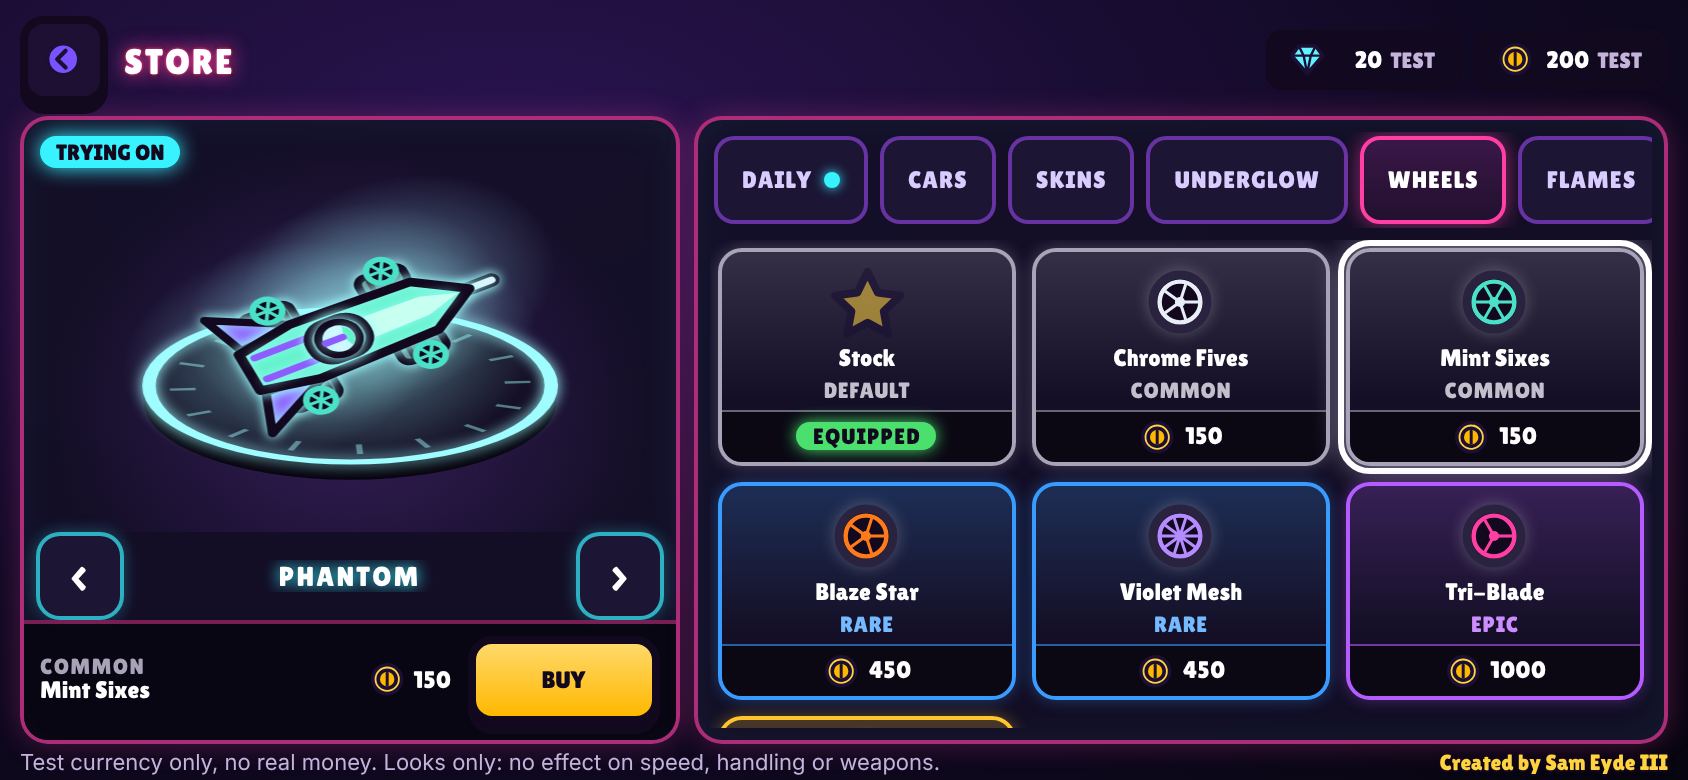 STORE
20 TEST
200 TEST
TRYING ON
PHANTOM
COMMON
Mint Sixes
150
BUY
DAILY
CARS
SKINS
UNDERGLOW
WHEELS
FLAMES
Stock
DEFAULT
EQUIPPED
Chrome Fives
COMMON
150
Mint Sixes
COMMON
150
Blaze Star
RARE
450
Violet Mesh
RARE
450
Tri-Blade
EPIC
1000
Test currency only, no real money. Looks only: no effect on speed, handling or weapons.
Created by Sam Eyde III